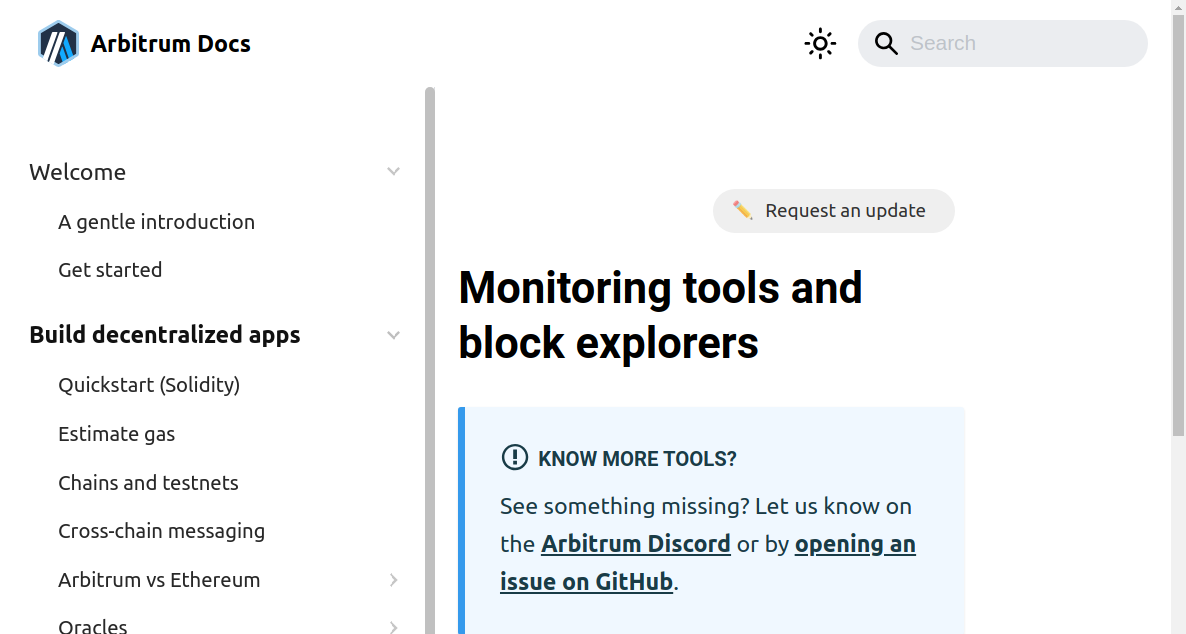 Arbitrum Docs
Search
Welcome
A gentle introduction
Get started
Build decentralized apps
Quickstart (Solidity)
Estimate gas
Chains and testnets
Cross-chain messaging
Arbitrum vs Ethereum
Oracles
Request an update
Monitoring tools and
block explorers
KNOW MORE TOOLS?
See something missing? Let us know on
the Arbitrum Discord or by opening an
issue on GitHub.